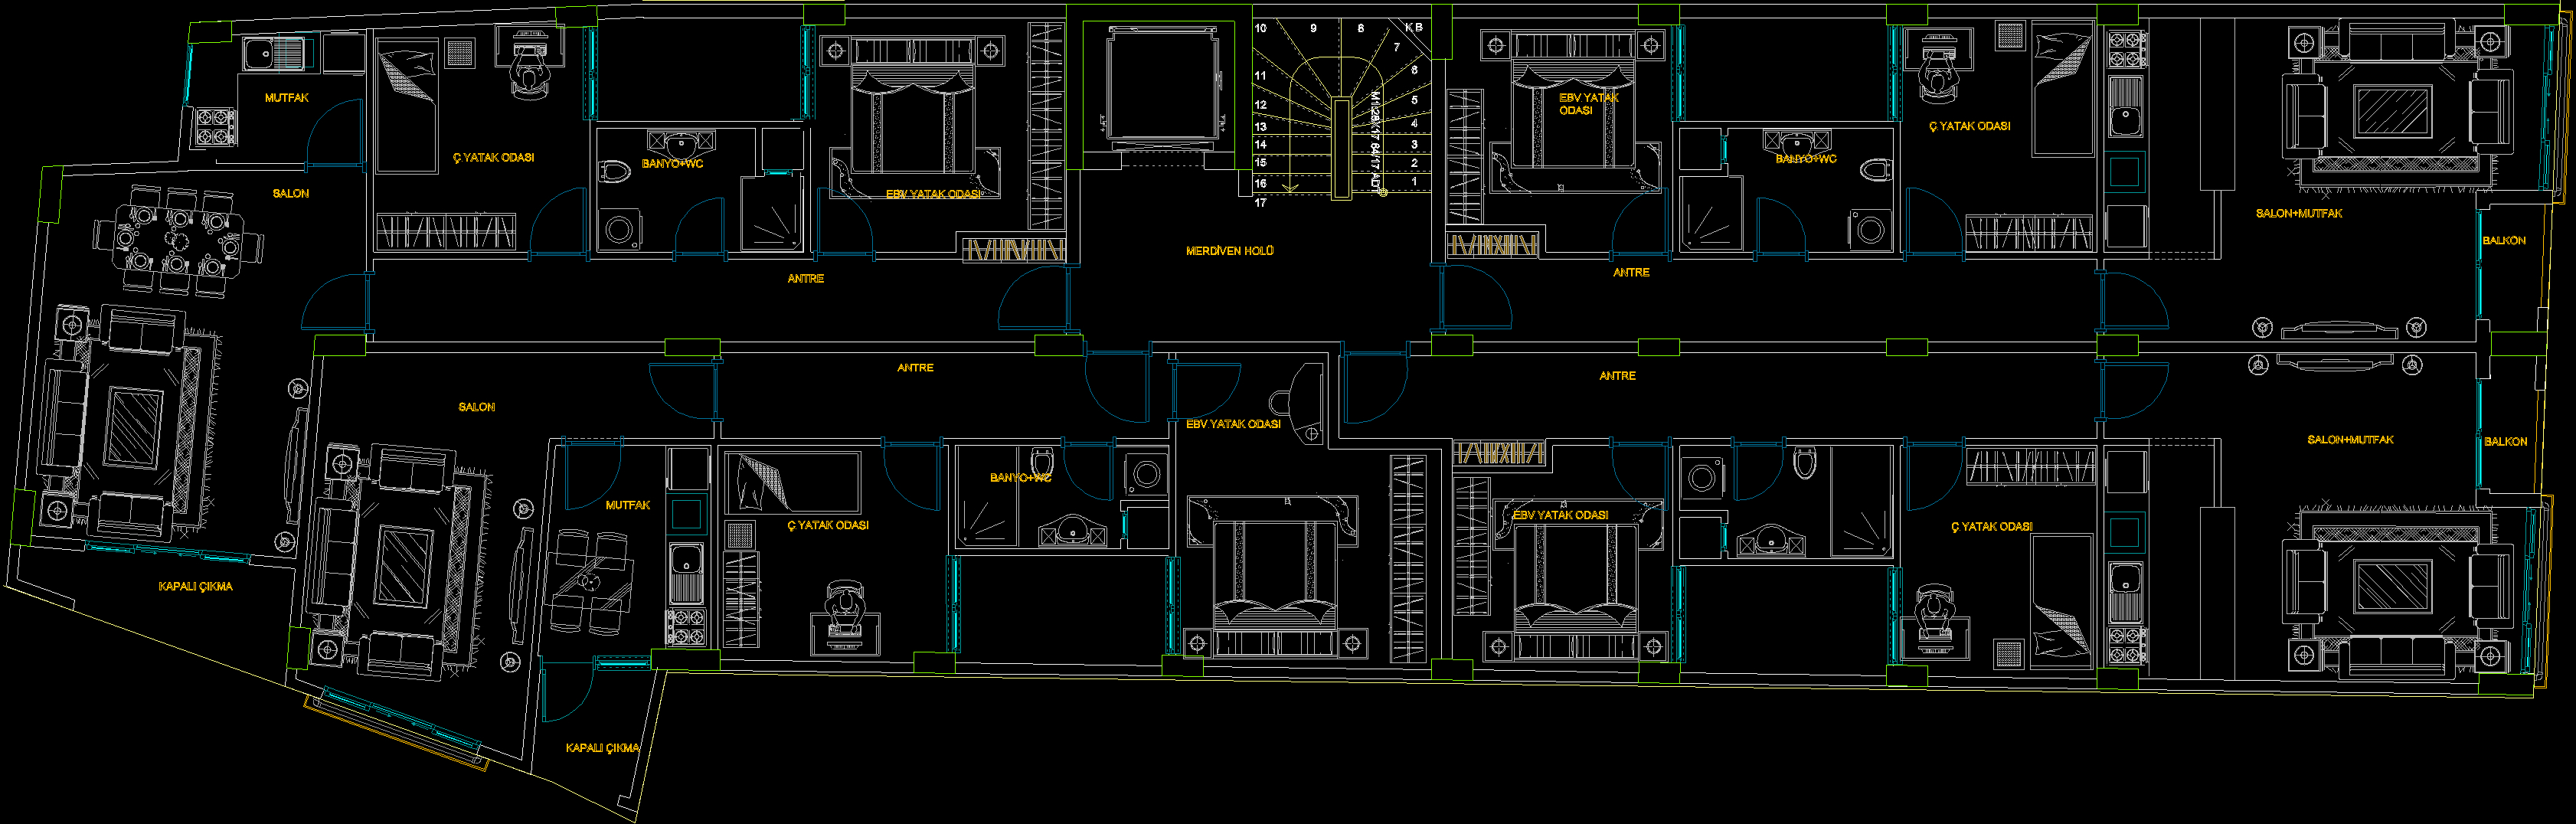 10
9
8
K B
7
11
6
12
5
13
4
14
3
15
2
16
1
17
MUTFAK
Ç YATAK ODASI
BANYO+WC
EBV YATAK ODASI
SALON
MERDİVEN HOLÜ
ANTRE
EBV YATAK
ODASI
BANYO+WC
Ç YATAK ODASI
SALON+MUTFAK
BALKON
ANTRE
SALON
ANTRE
EBV YATAK ODASI
ANTRE
SALON+MUTFAK
BALKON
MUTFAK
Ç YATAK ODASI
BANYO+WC
EBV YATAK ODASI
Ç YATAK ODASI
KAPALI ÇIKMA
KAPALI ÇIKMA